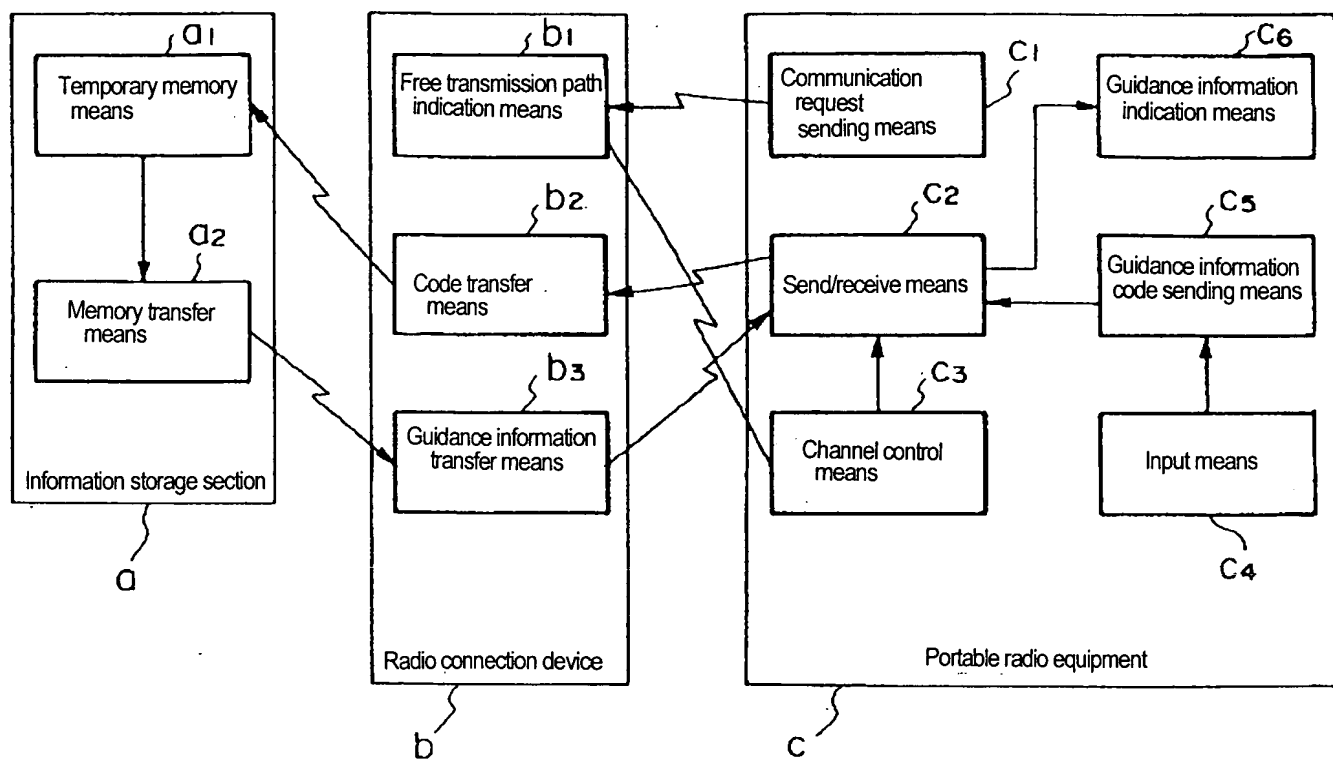 a1
Temporary memory
means
a2
Memory transfer
means
Information storage section
a
b1
Free transmission path
indication means
b2
Code transfer
means
b3
Guidance information
transfer means
Radio connection device
b
c1
Communication
request
sending means
c6
Guidance information
indication means
c2
Send/receive means
c5
Guidance information
code sending means
c3
Channel control
means
Input means
c4
Portable radio equipment
c